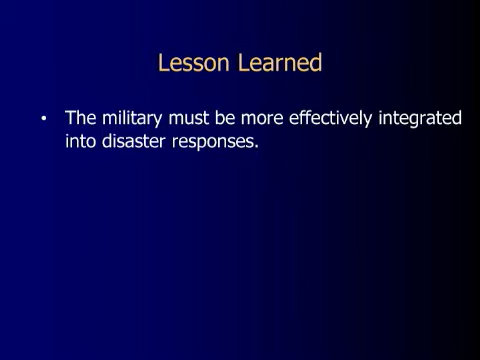 Lesson Learned
• The military must be more effectively integrated
into disaster responses.